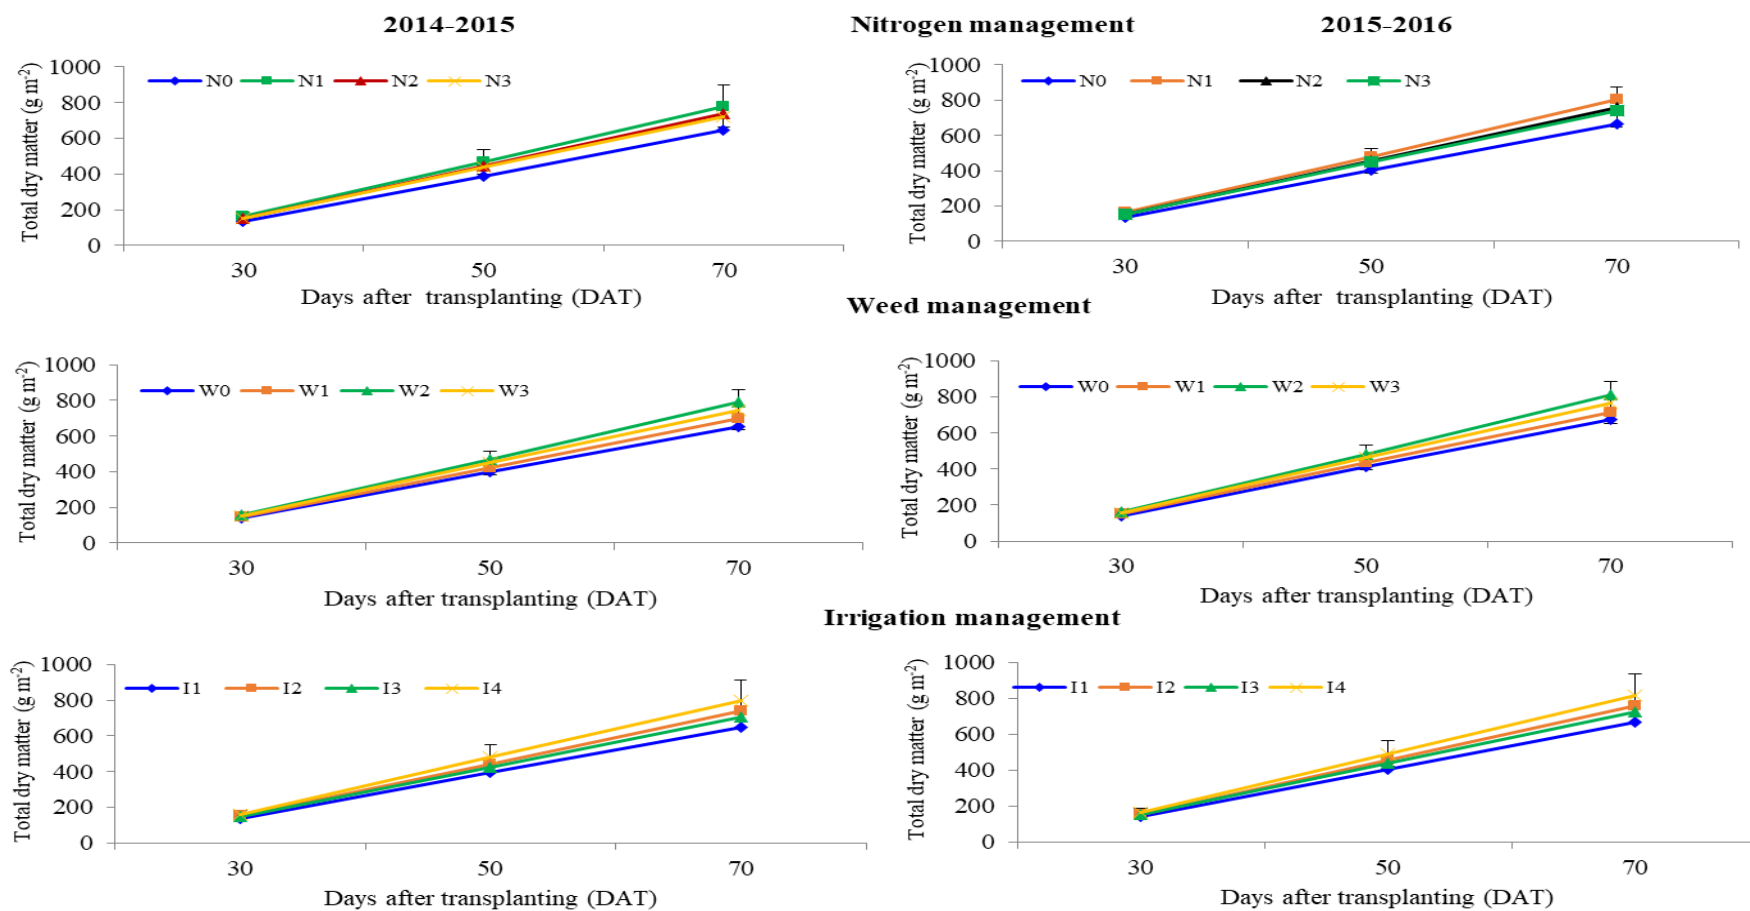 2014-2015 Nitrogen management 2015-2016
Total dry matter (g m-2)
1000
800
600
400
200
0
N0 N1 N2 N3
30 50 70
Days after transplanting (DAT)
Total dry matter (g m-2)
1000
800
600
400
200
0
N0 N1 N2 N3
30 50 70
Days after transplanting (DAT)
Weed management
Total dry matter (g m-2)
1000
800
600
400
200
0
W0 W1 W2 W3
30 50 70
Days after transplanting (DAT)
Total dry matter (g m-2)
1000
800
600
400
200
0
W0 W1 W2 W3
30 50 70
Days after transplanting (DAT)
Irrigation management
Total dry matter (g m-2)
1000
800
600
400
200
0
I1 I2 I3 I4
30 50 70
Days after transplanting (DAT)
Total dry matter (g m-2)
1000
800
600
400
200
0
I1 I2 I3 I4
30 50 70
Days after transplanting (DAT)